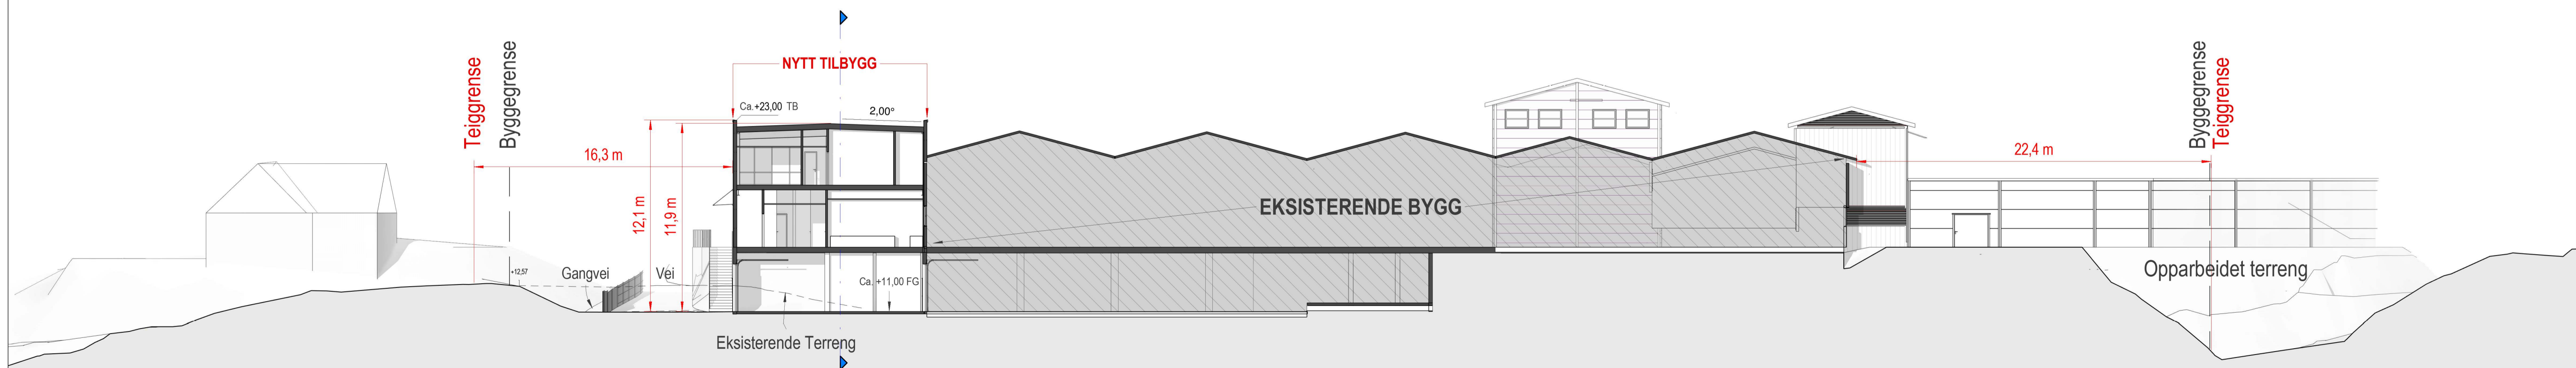 Teiggrense
Byggegrense
NYTT TILBYGG
Byggegrense
Teiggrense
Ca.+23,00 TB
2,00°
16,3 m
22,4 m
12,1 m
11,9 m
EKSISTERENDE BYGG
+12,57
Gangvei
Vei
Ca. +11,00 FG
Opparbeidet terreng
Eksisterende Terreng